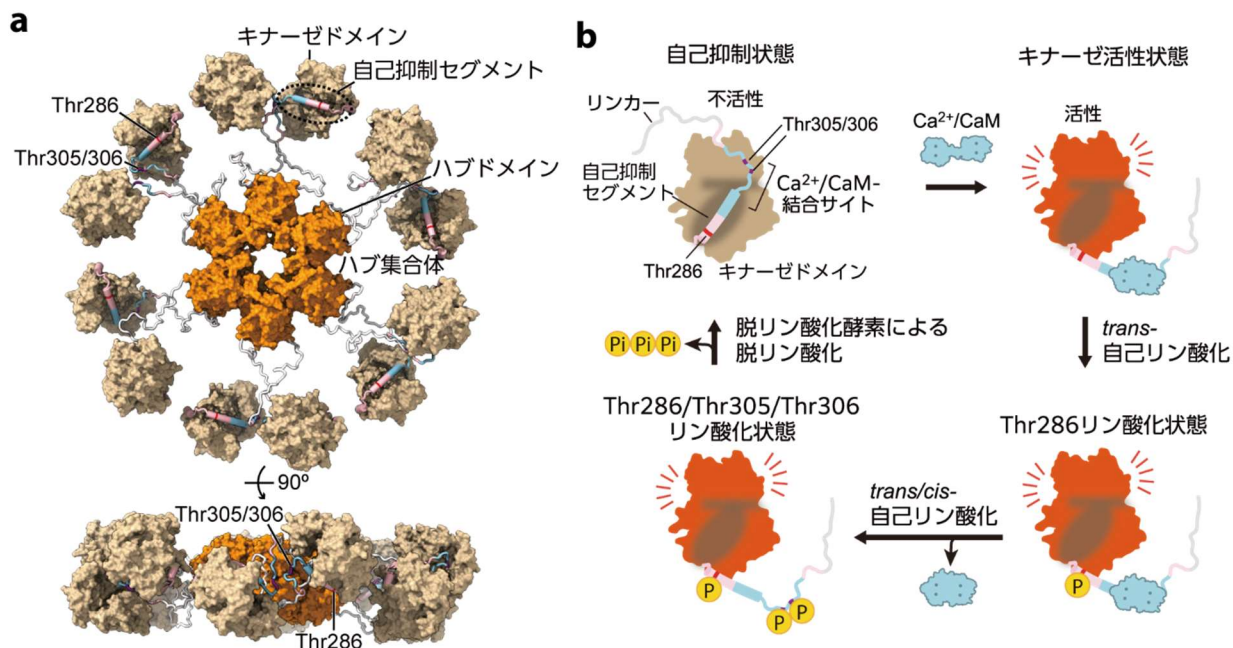 a
キナーゼドメイン
自己抑制セグメント
Thr286
Thr305/306
ハブドメイン
ハブ集合体
90º
Thr305/306
Thr286
b
自己抑制状態
リンカー
不活性
Thr305/306
自己抑制
セグメント
Ca²⁺/CaM-
結合サイト
Thr286
キナーゼドメイン
Ca²⁺/CaM
キナーゼ活性状態
活性
trans-
自己リン酸化
Thr286リン酸化状態
P
trans/cis-
自己リン酸化
Thr286/Thr305/Thr306
リン酸化状態
P
P P
Pi Pi Pi
脱リン酸化酵素による
脱リン酸化